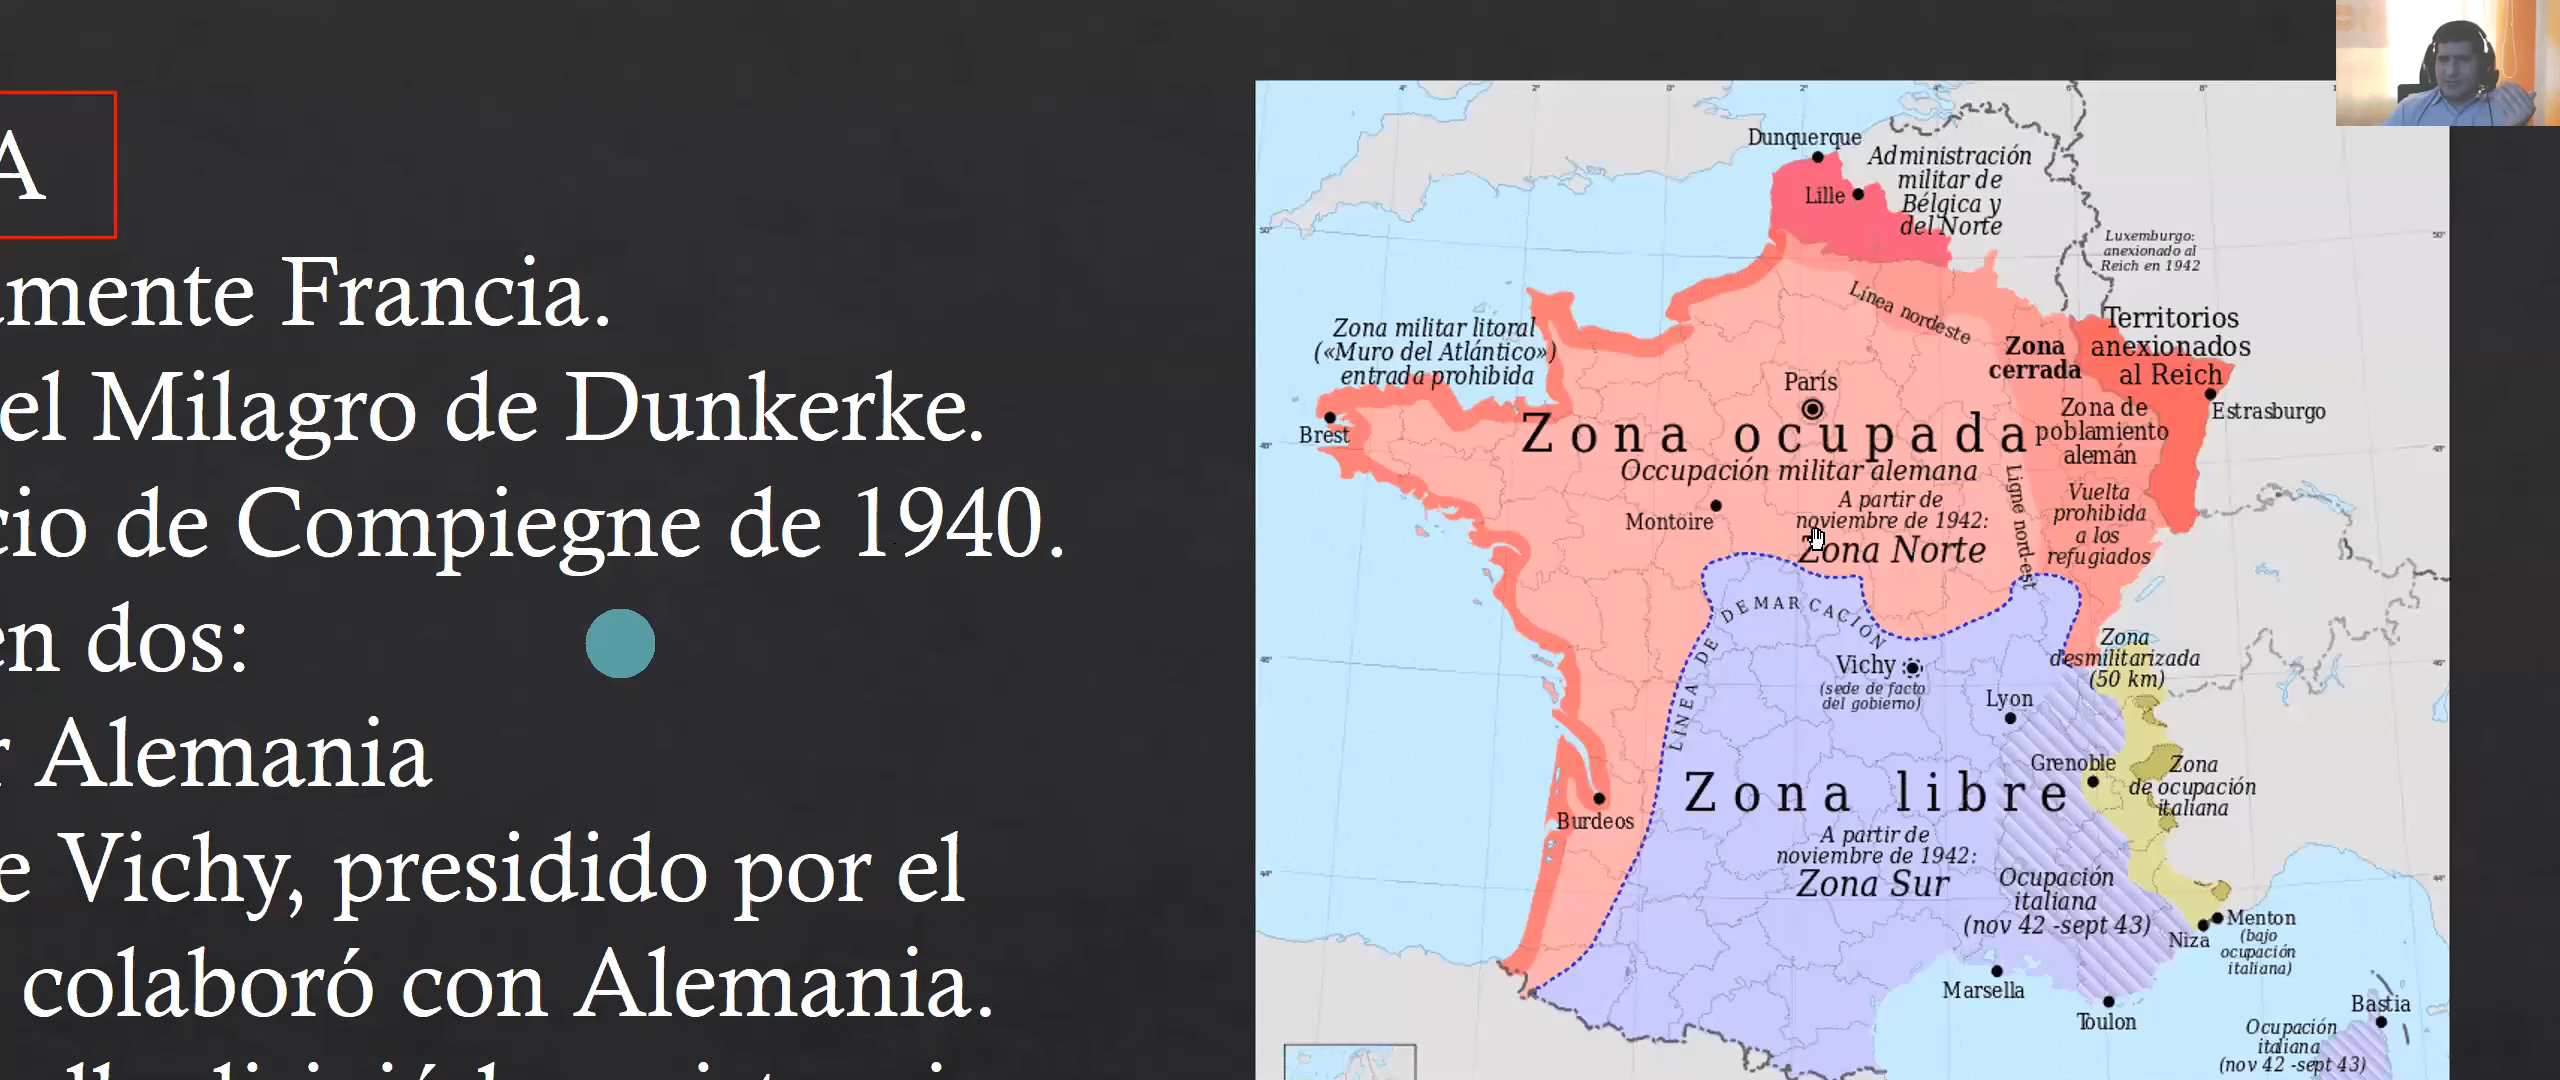 A
amente Francia.
el Milagro de Dunkerke.
cio de Compiegne de 1940.
en dos:
r Alemania
e Vichy, presidido por el
colaboró con Alemania.
Dunquerque
Lille
Administración
militar de
Bélgica y
del Norte
Luxemburgo:
anexionado al
Reich en 1942
Línea nordeste
Zona militar litoral
(«Muro del Atlántico»)
entrada prohibida
Zona
cerrada
Territorios
anexionados
al Reich
Estrasburgo
París
Brest
Zona ocupada
Occupación militar alemana
Zona de
poblamiento
alemán
Vuelta
prohibida
a los
refugiados
Ligne nord-est
Montoire
A partir de
noviembre de 1942:
Zona Norte
LÍNEA DE DEMARCACIÓN
Vichy
(sede de facto
del gobierno)
Zona
desmilitarizada
(50 km)
Lyon
Grenoble
Zona
de ocupación
italiana
Zona libre
Burdeos
A partir de
noviembre de 1942:
Zona Sur
Ocupación
italiana
(nov 42 -sept 43)
Menton
(bajo
ocupación
italiana)
Niza
Marsella
Toulon
Bastia
Ocupación
italiana
(nov 42 -sept 43)